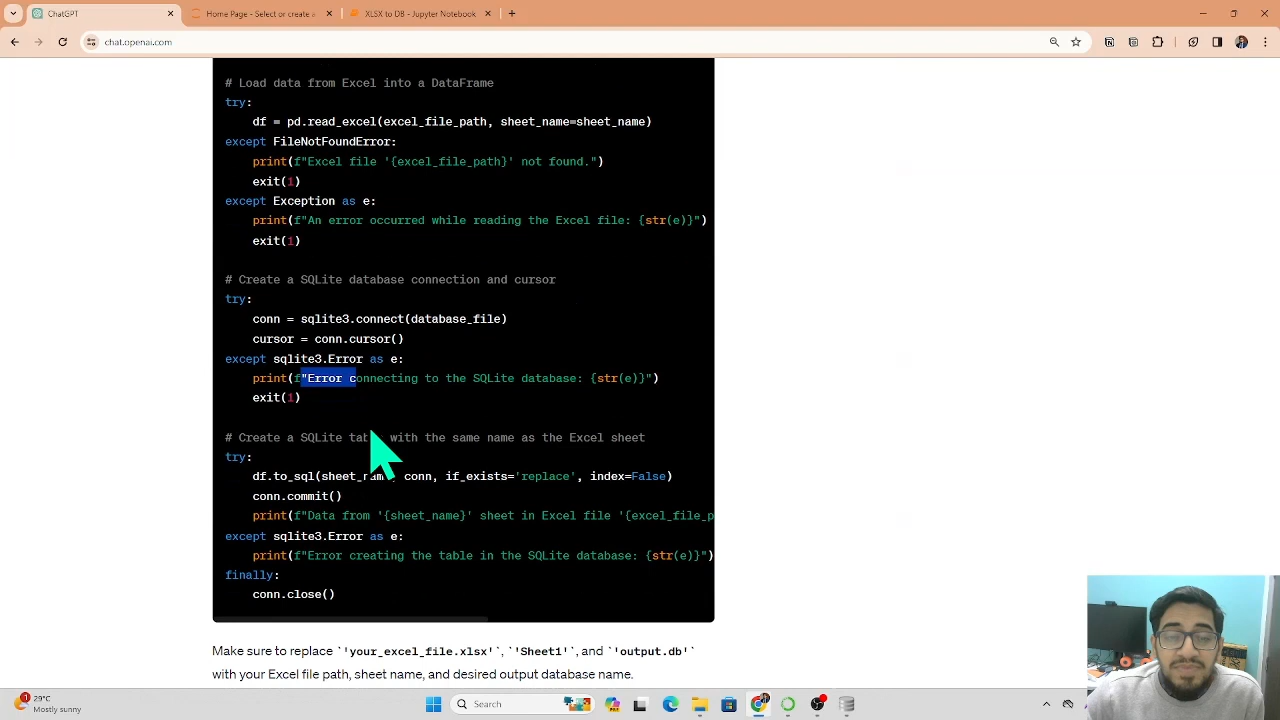 ChatGPT
Home Page - Select or create a
XLSX to DB - Jupyter Notebook
chat.openai.com
# Load data from Excel into a DataFrame
try:
df = pd.read_excel(excel_file_path, sheet_name=sheet_name)
except FileNotFoundError:
print(f"Excel file '{excel_file_path}' not found.")
exit(1)
except Exception as e:
print(f"An error occurred while reading the Excel file: {str(e)}")
exit(1)
# Create a SQLite database connection and cursor
try:
conn = sqlite3.connect(database_file)
cursor = conn.cursor()
except sqlite3.Error as e:
print(f"Error connecting to the SQLite database: {str(e)}")
exit(1)
# Create a SQLite tab with the same name as the Excel sheet
try:
df.to_sql(sheet_name, conn, if_exists='replace', index=False)
conn.commit()
print(f"Data from '{sheet_name}' sheet in Excel file '{excel_file_p
except sqlite3.Error as e:
print(f"Error creating the table in the SQLite database: {str(e)}")
finally:
conn.close()
Make sure to replace `'your_excel_file.xlsx'`, `'Sheet1'`, and `'output.db'`
with your Excel file path, sheet name, and desired output database name.
29°C
Mostly sunny
Search